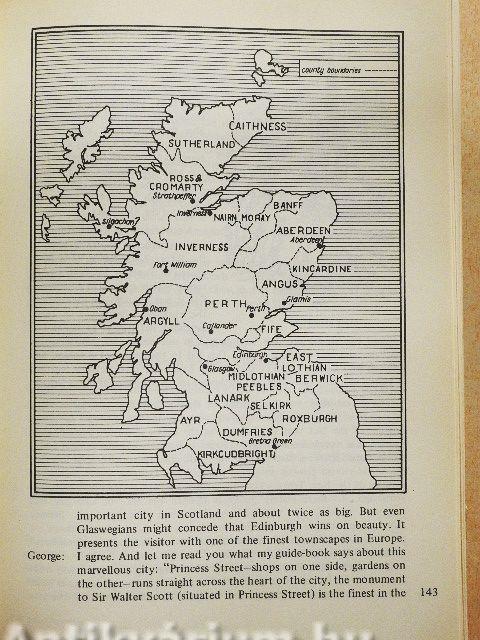 county boundaries
CAITHNESS
SUTHERLAND
ROSS &
CROMARTY
Strathpeffer
Inverness
NAIRN MORAY
BANFF
Sligachan
ABERDEEN
Aberdeen
INVERNESS
Fort William
KINCARDINE
ANGUS
PERTH
Glamis
Perth
Oban
ARGYLL
Callander
FIFE
Edinburgh
EAST
LOTHIAN
Glasgow
MIDLOTHIAN
BERWICK
PEEBLES
LANARK
SELKIRK
AYR
ROXBURGH
DUMFRIES
Gretna Green
KIRKCUDBRIGHT
important city in Scotland and about twice as big. But even
Glaswegians might concede that Edinburgh wins on beauty. It
presents the visitor with one of the finest townscapes in Europe.
George: I agree. And let me read you what my guide-book says about this
marvellous city: "Princess Street—shops on one side, gardens on
the other—runs straight across the heart of the city, the monument
to Sir Walter Scott (situated in Princess Street) is the finest in the 143
Antikvárium.hu